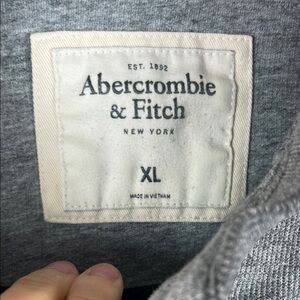 EST. 1892
Abercrombie
& Fitch
NEW YORK
XL
MADE IN VIETNAM